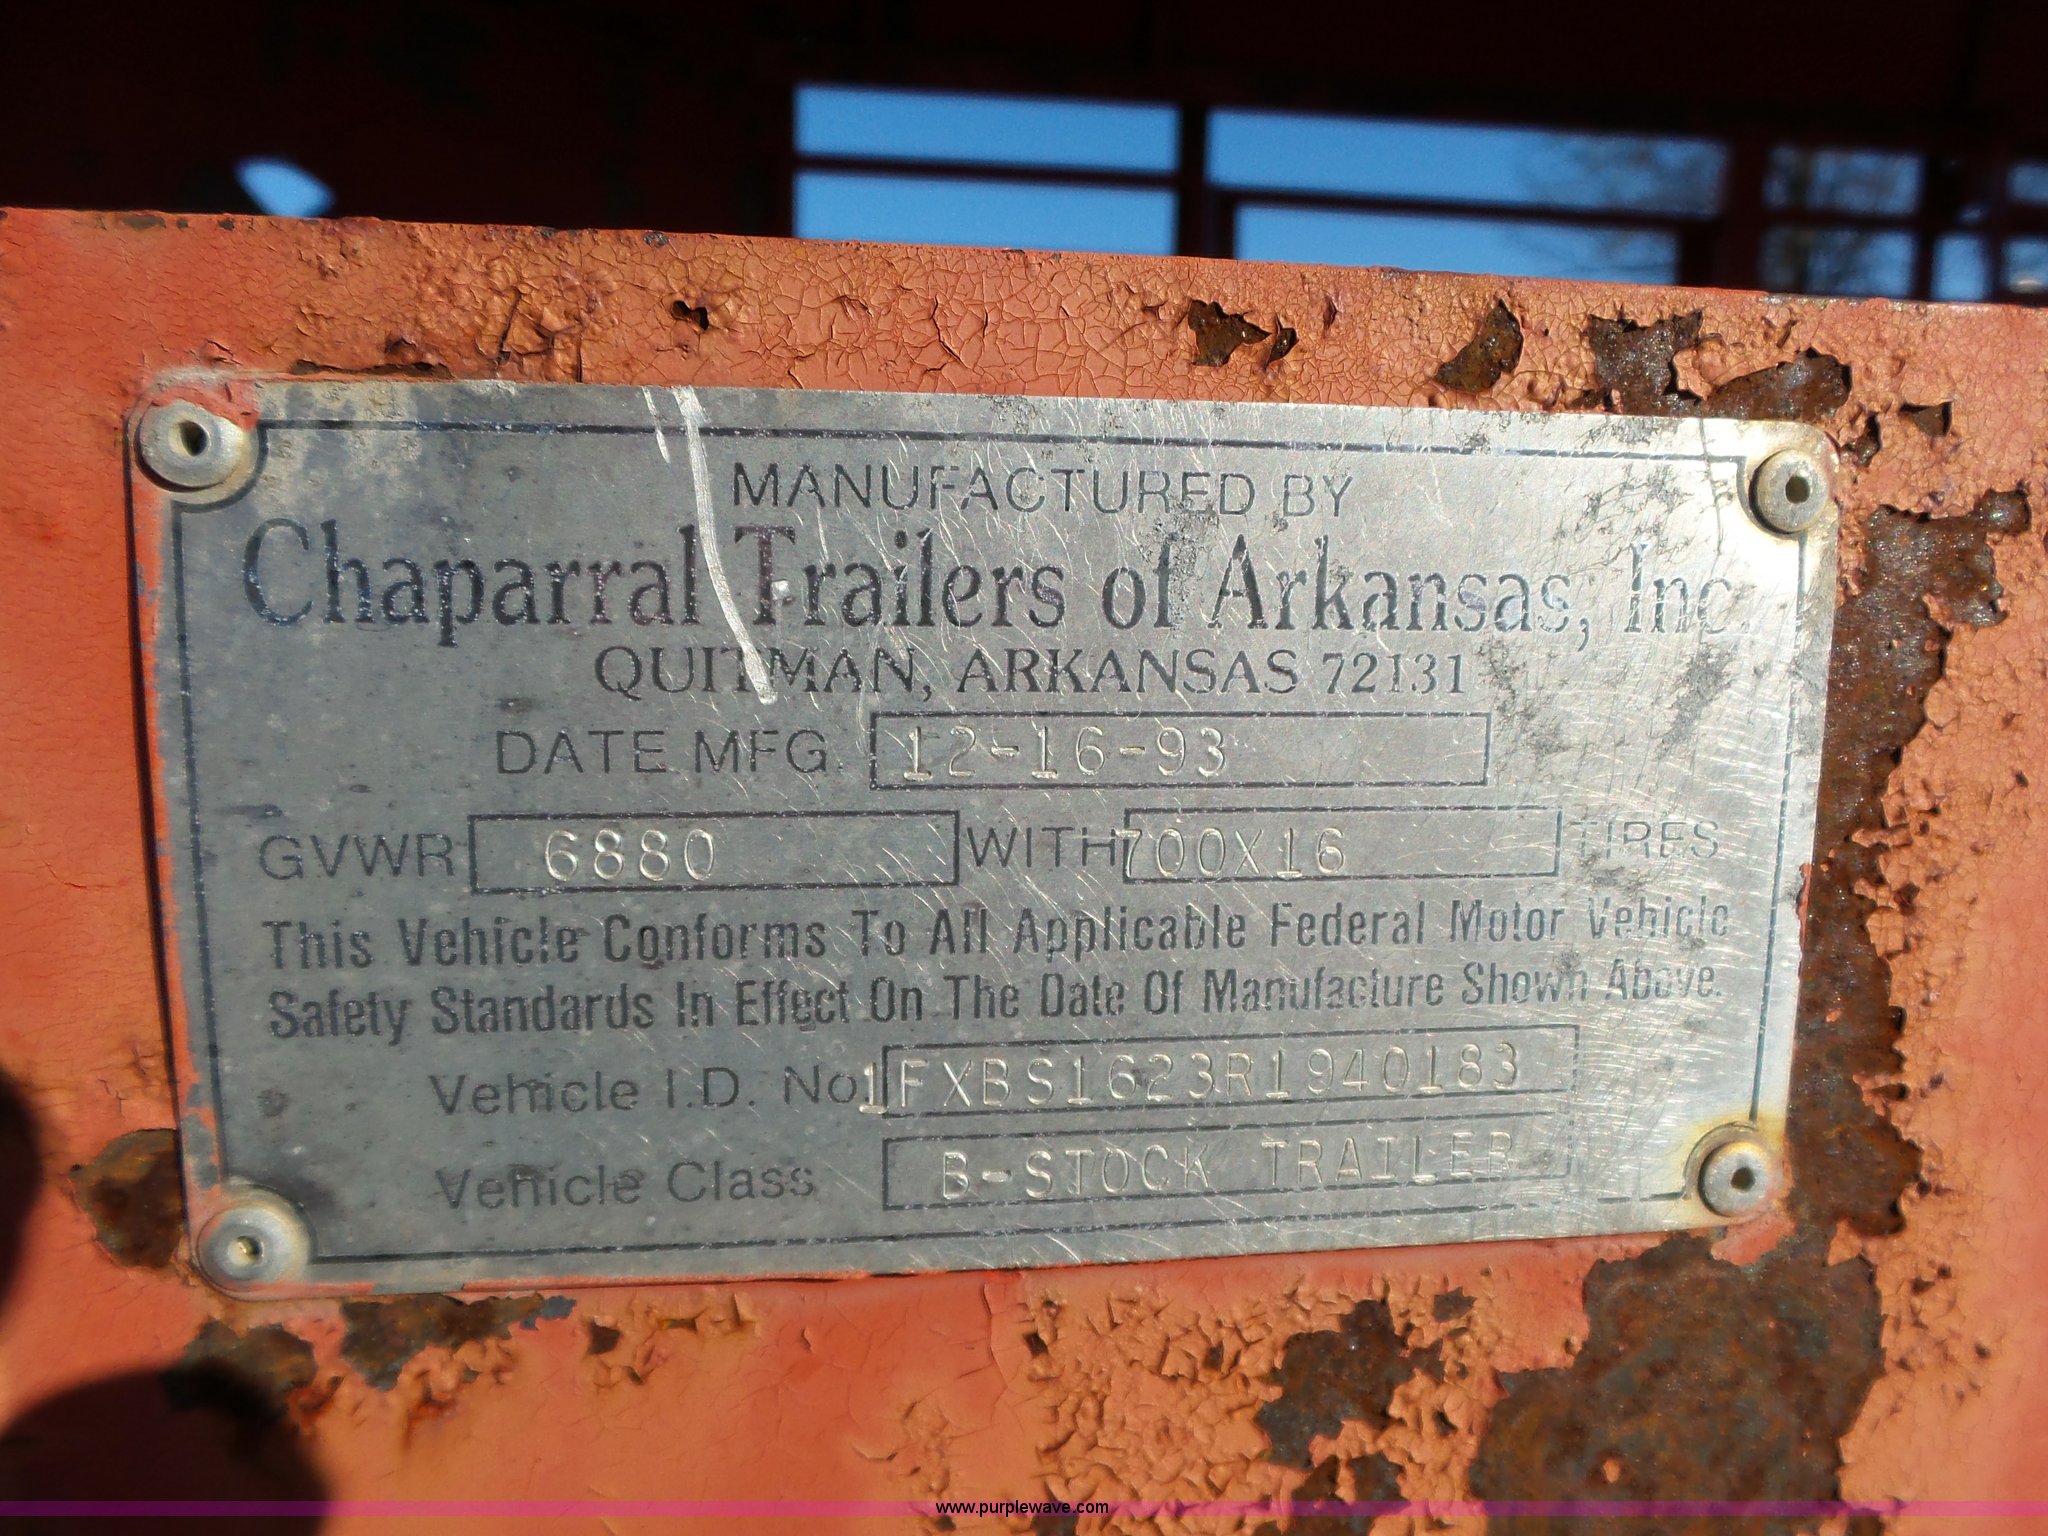 MANUFACTURED BY
Chaparral Trailers of Arkansas, Inc.
QUITMAN, ARKANSAS 72131
DATE MFG. 12-16-93
GVWR 6880 WITH 700X16 TIRES
This Vehicle Conforms To All Applicable Federal Motor Vehicle
Safety Standards In Effect On The Date Of Manufacture Shown Above.
Vehicle I.D. No. 1FXBS1623R1940183
Vehicle Class B-STOCK TRAILER
www.purplewave.com